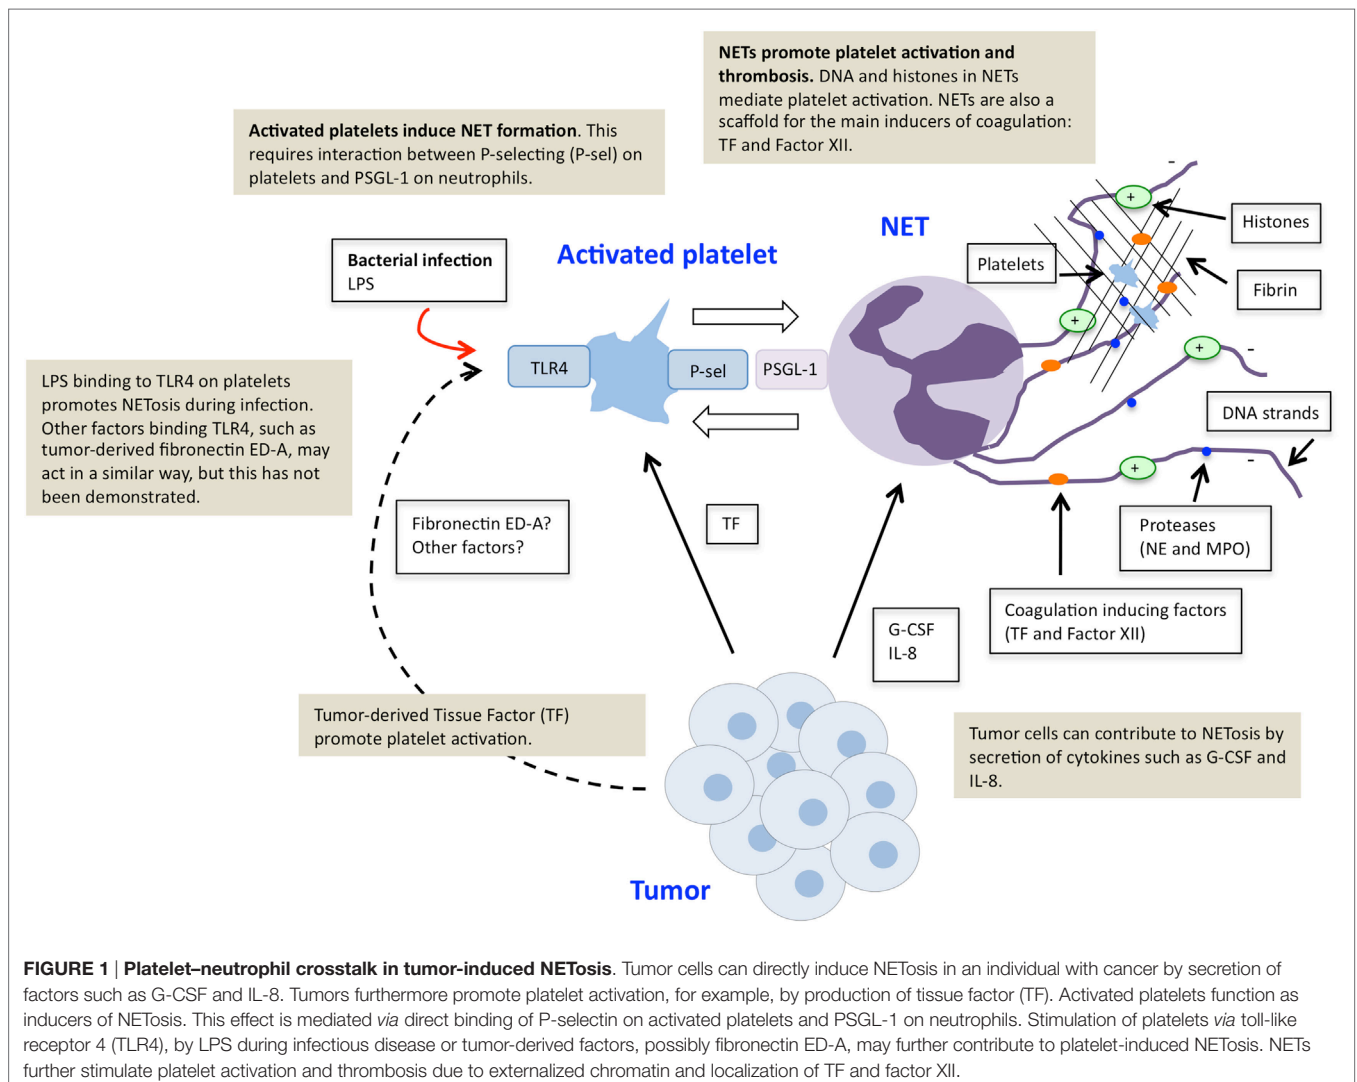 NETs promote platelet activation and
thrombosis. DNA and histones in NETs
mediate platelet activation. NETs are also a
scaffold for the main inducers of coagulation:
TF and Factor XII.
Activated platelets induce NET formation. This
requires interaction between P-selecting (P-sel) on
platelets and PSGL-1 on neutrophils.
NET
Activated platelet
Histones
Platelets
Fibrin
Bacterial infection
LPS
TLR4
P-sel
PSGL-1
+
+
+
+
-
-
-
LPS binding to TLR4 on platelets
promotes NETosis during infection.
Other factors binding TLR4, such as
tumor-derived fibronectin ED-A, may
act in a similar way, but this has not
been demonstrated.
DNA strands
Fibronectin ED-A?
Other factors?
TF
Proteases
(NE and MPO)
Coagulation inducing factors
(TF and Factor XII)
G-CSF
IL-8
Tumor-derived Tissue Factor (TF)
promote platelet activation.
Tumor cells can contribute to NETosis by
secretion of cytokines such as G-CSF and
IL-8.
Tumor
FIGURE 1 | Platelet–neutrophil crosstalk in tumor-induced NETosis. Tumor cells can directly induce NETosis in an individual with cancer by secretion of
factors such as G-CSF and IL-8. Tumors furthermore promote platelet activation, for example, by production of tissue factor (TF). Activated platelets function as
inducers of NETosis. This effect is mediated via direct binding of P-selectin on activated platelets and PSGL-1 on neutrophils. Stimulation of platelets via toll-like
receptor 4 (TLR4), by LPS during infectious disease or tumor-derived factors, possibly fibronectin ED-A, may further contribute to platelet-induced NETosis. NETs
further stimulate platelet activation and thrombosis due to externalized chromatin and localization of TF and factor XII.